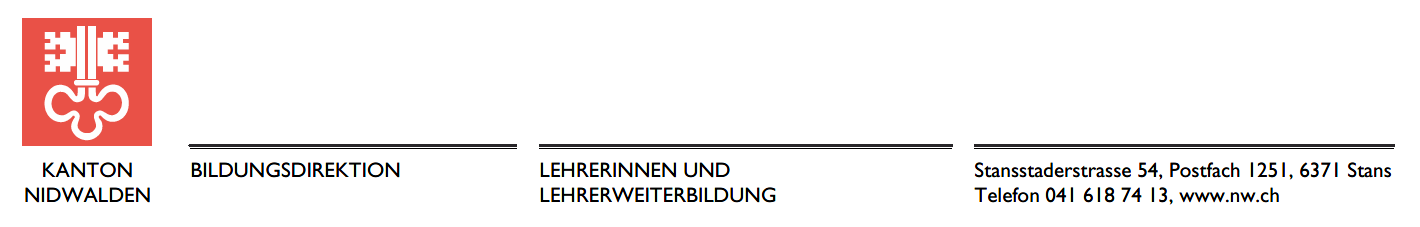 KANTON
NIDWALDEN
BILDUNGSDIREKTION
LEHRERINNEN UND
LEHRERWEITERBILDUNG
Stansstaderstrasse 54, Postfach 1251, 6371 Stans
Telefon 041 618 74 13, www.nw.ch